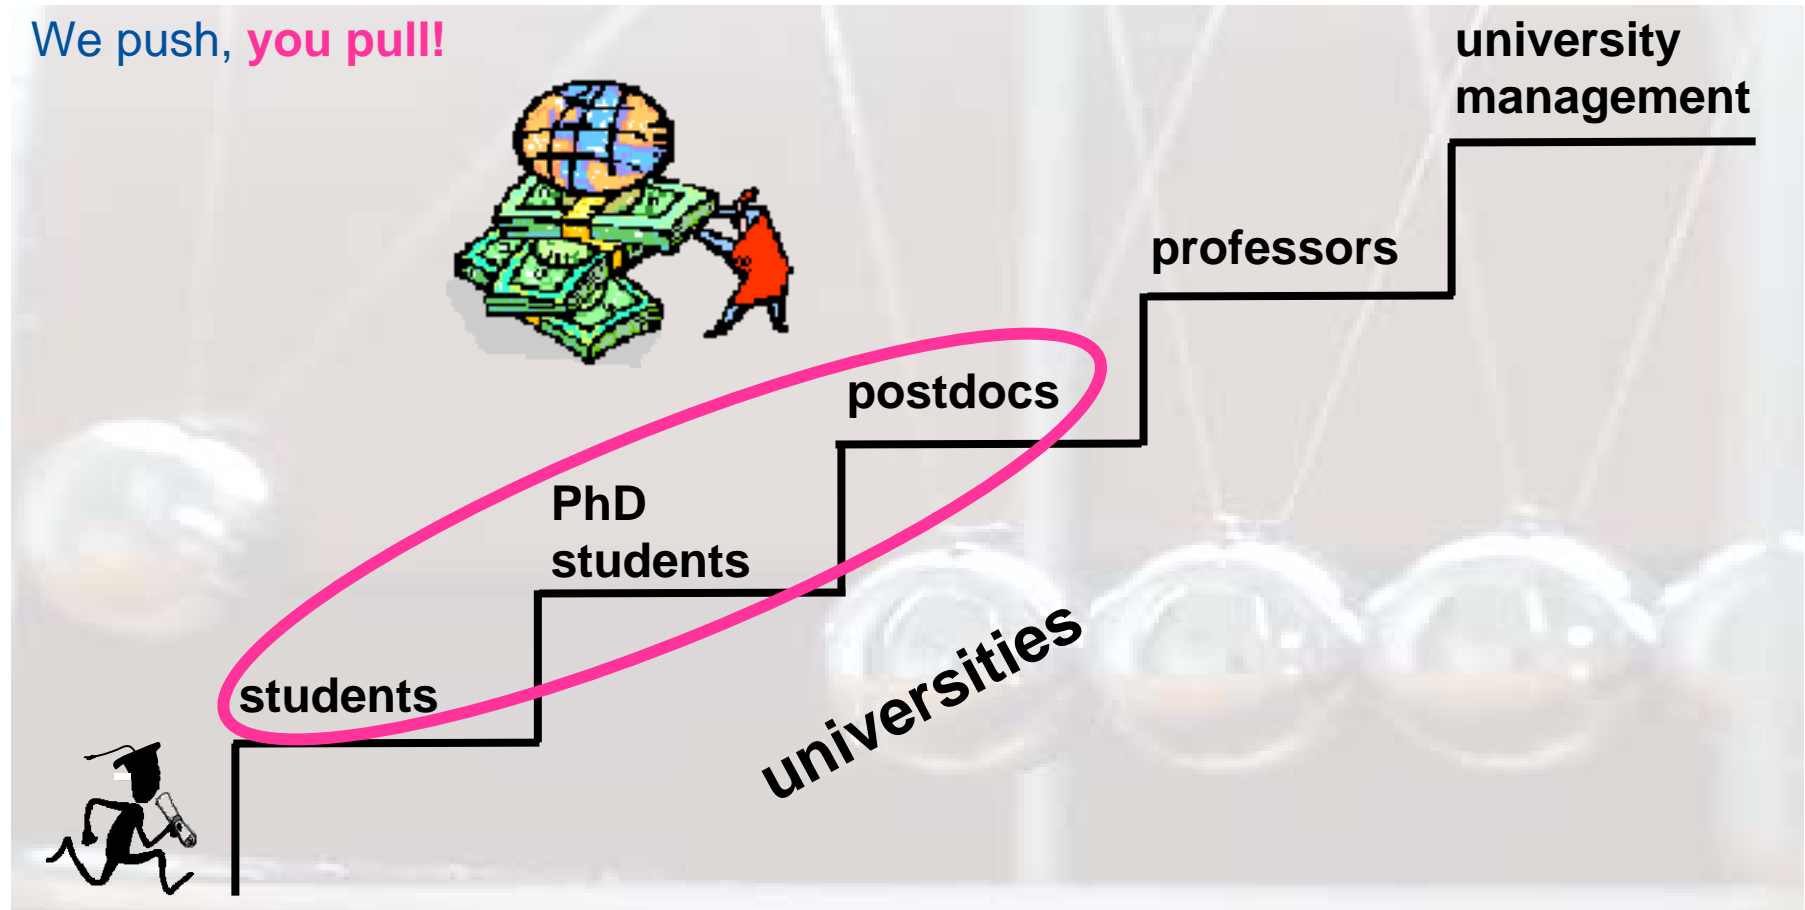 We push, you pull!
university
management
professors
postdocs
PhD
students
students
universities